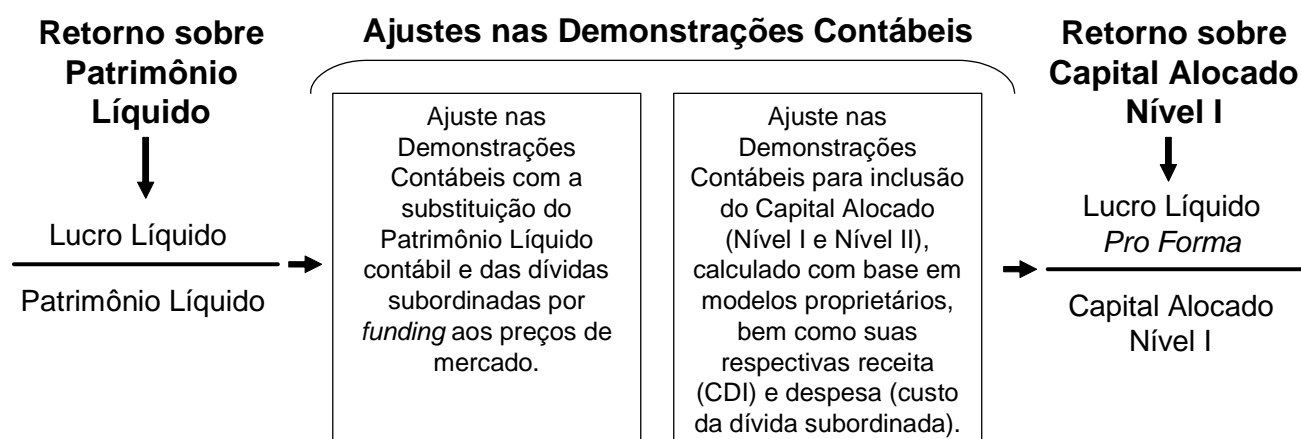 Retorno sobre
Patrimônio
Líquido
Lucro Líquido
Patrimônio Líquido
Ajustes nas Demonstrações Contábeis
Ajuste nas
Demonstrações
Contábeis com a
substituição do
Patrimônio Líquido
contábil e das dívidas
subordinadas por
funding aos preços de
mercado.
Ajuste nas
Demonstrações
Contábeis para inclusão
do Capital Alocado
(Nível I e Nível II),
calculado com base em
modelos proprietários,
bem como suas
respectivas receita
(CDI) e despesa (custo
da dívida subordinada).
Retorno sobre
Capital Alocado
Nível I
Lucro Líquido
Pro Forma
Capital Alocado
Nível I